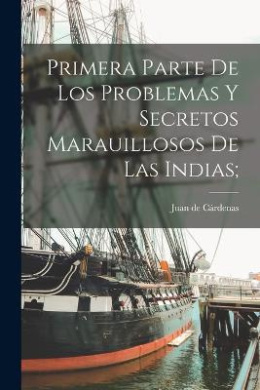 Primera Parte De
Los Problemas Y
Secretos
Marauillosos De
Las Indias;
Juan de Cárdenas